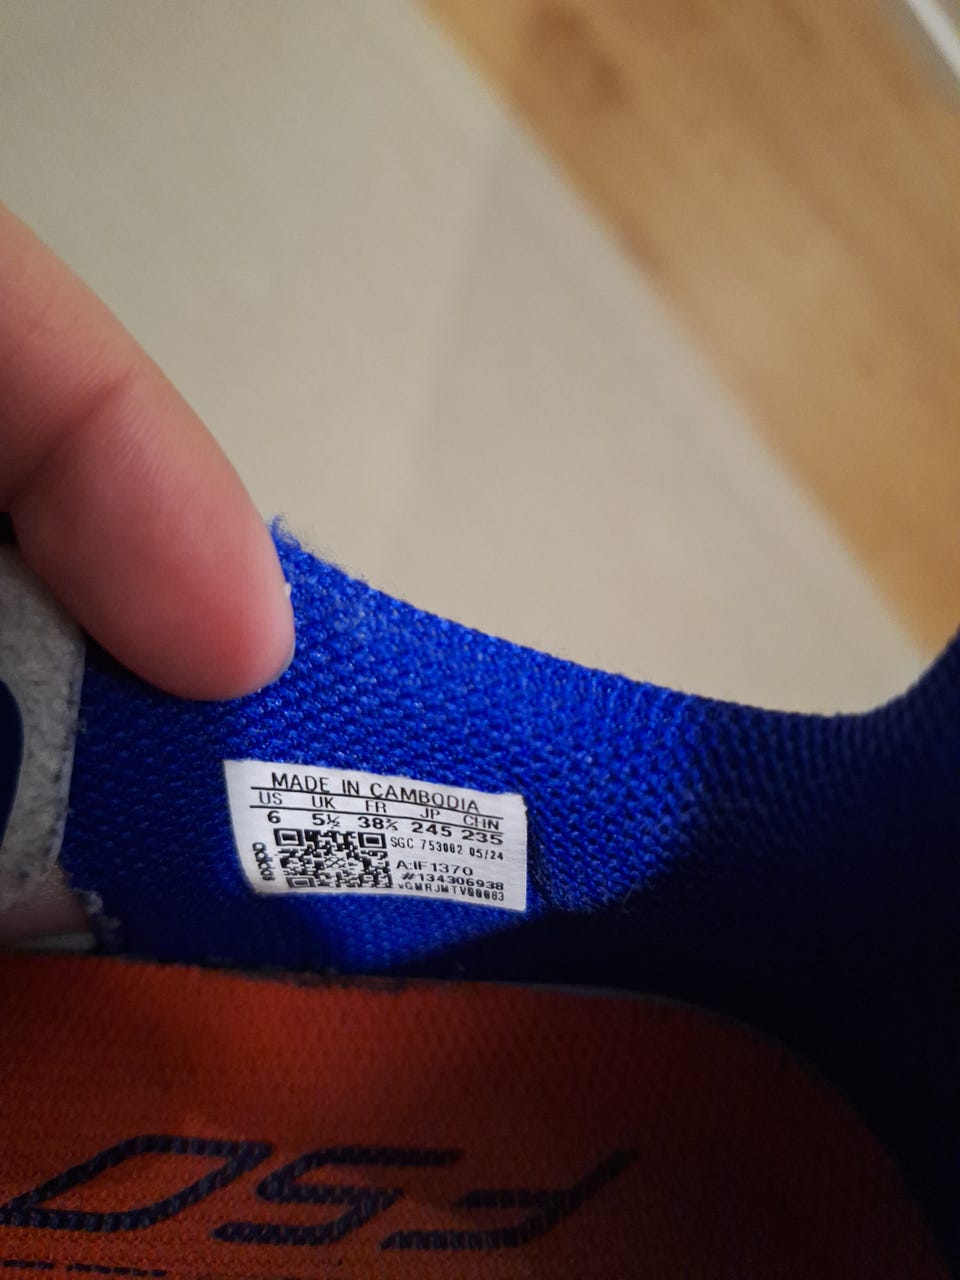 MADE IN CAMBODIA
US UK FR JP CHN
6 5½ 38⅔ 245 235
SGC 753002 05/24
A:IF1370
#134306938
vGMRJMTV00083
F50